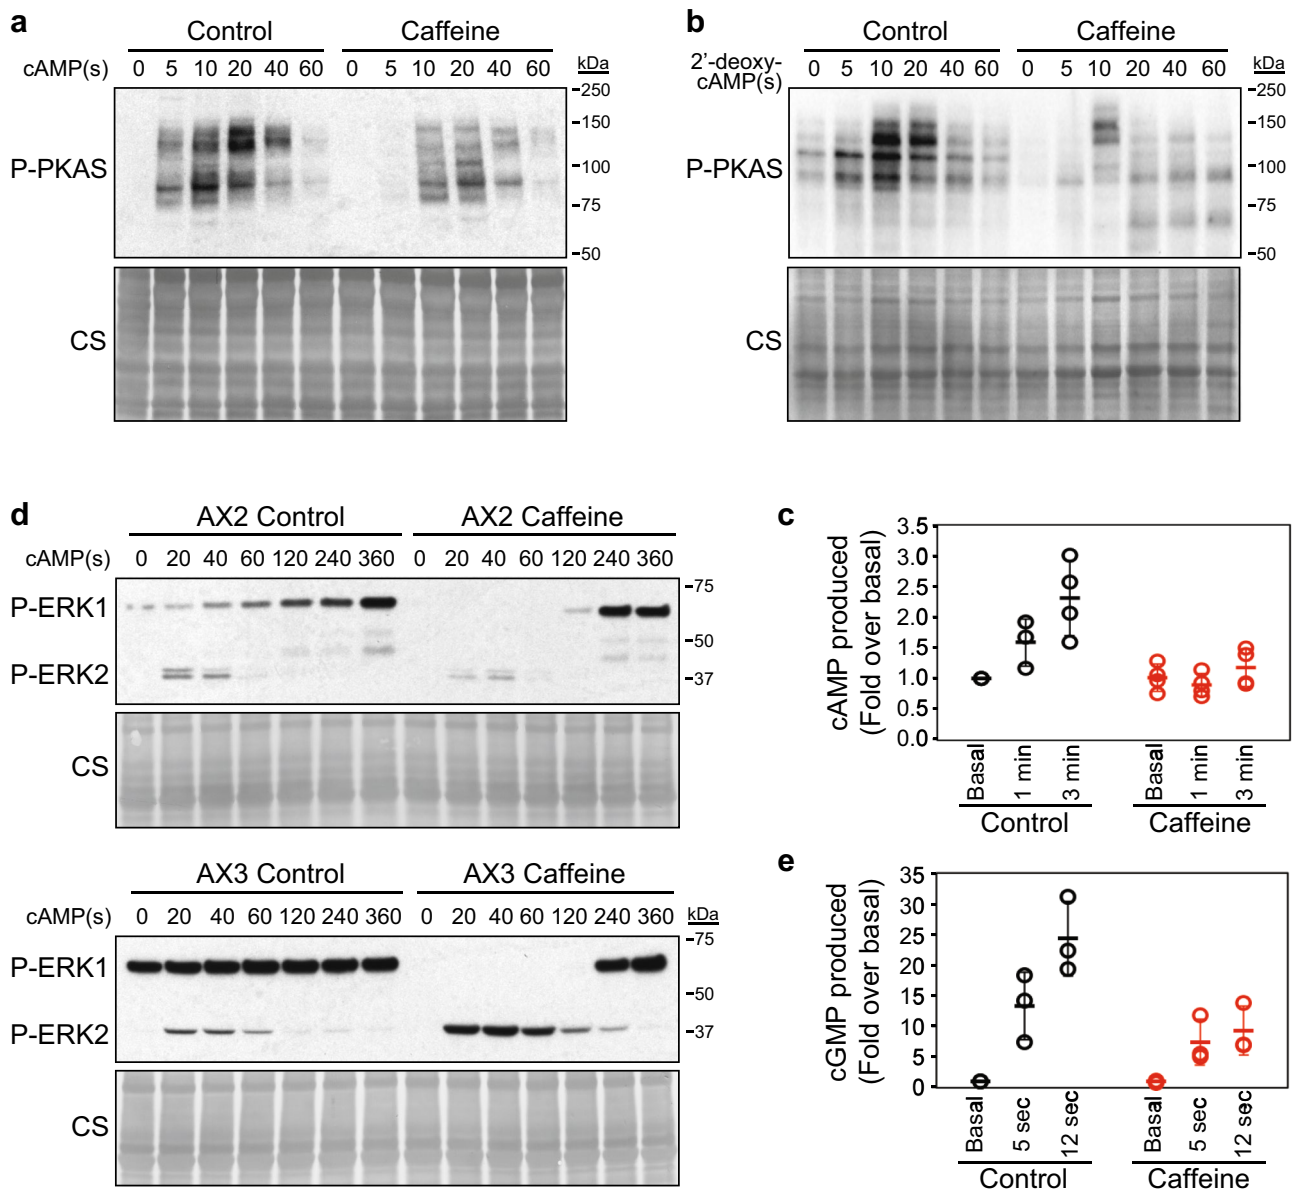 a
Control Caffeine
cAMP(s) 0 5 10 20 40 60 0 5 10 20 40 60 kDa
P-PKAS
250
150
100
75
50
CS
b
Control Caffeine
2'-deoxy-
cAMP(s) 0 5 10 20 40 60 0 5 10 20 40 60 kDa
P-PKAS
250
150
100
75
50
CS
d
AX2 Control AX2 Caffeine
cAMP(s) 0 20 40 60 120 240 360 0 20 40 60 120 240 360
P-ERK1
P-ERK2
75
50
37
CS
AX3 Control AX3 Caffeine
cAMP(s) 0 20 40 60 120 240 360 0 20 40 60 120 240 360 kDa
P-ERK1
P-ERK2
75
50
37
CS
c
cAMP produced
(Fold over basal)
3.5
3.0
2.5
2.0
1.5
1.0
0.5
0.0
Basal 1 min 3 min Basal 1 min 3 min
Control Caffeine
e
cGMP produced
(Fold over basal)
35
30
25
20
15
10
5
0
Basal 5 sec 12 sec Basal 5 sec 12 sec
Control Caffeine